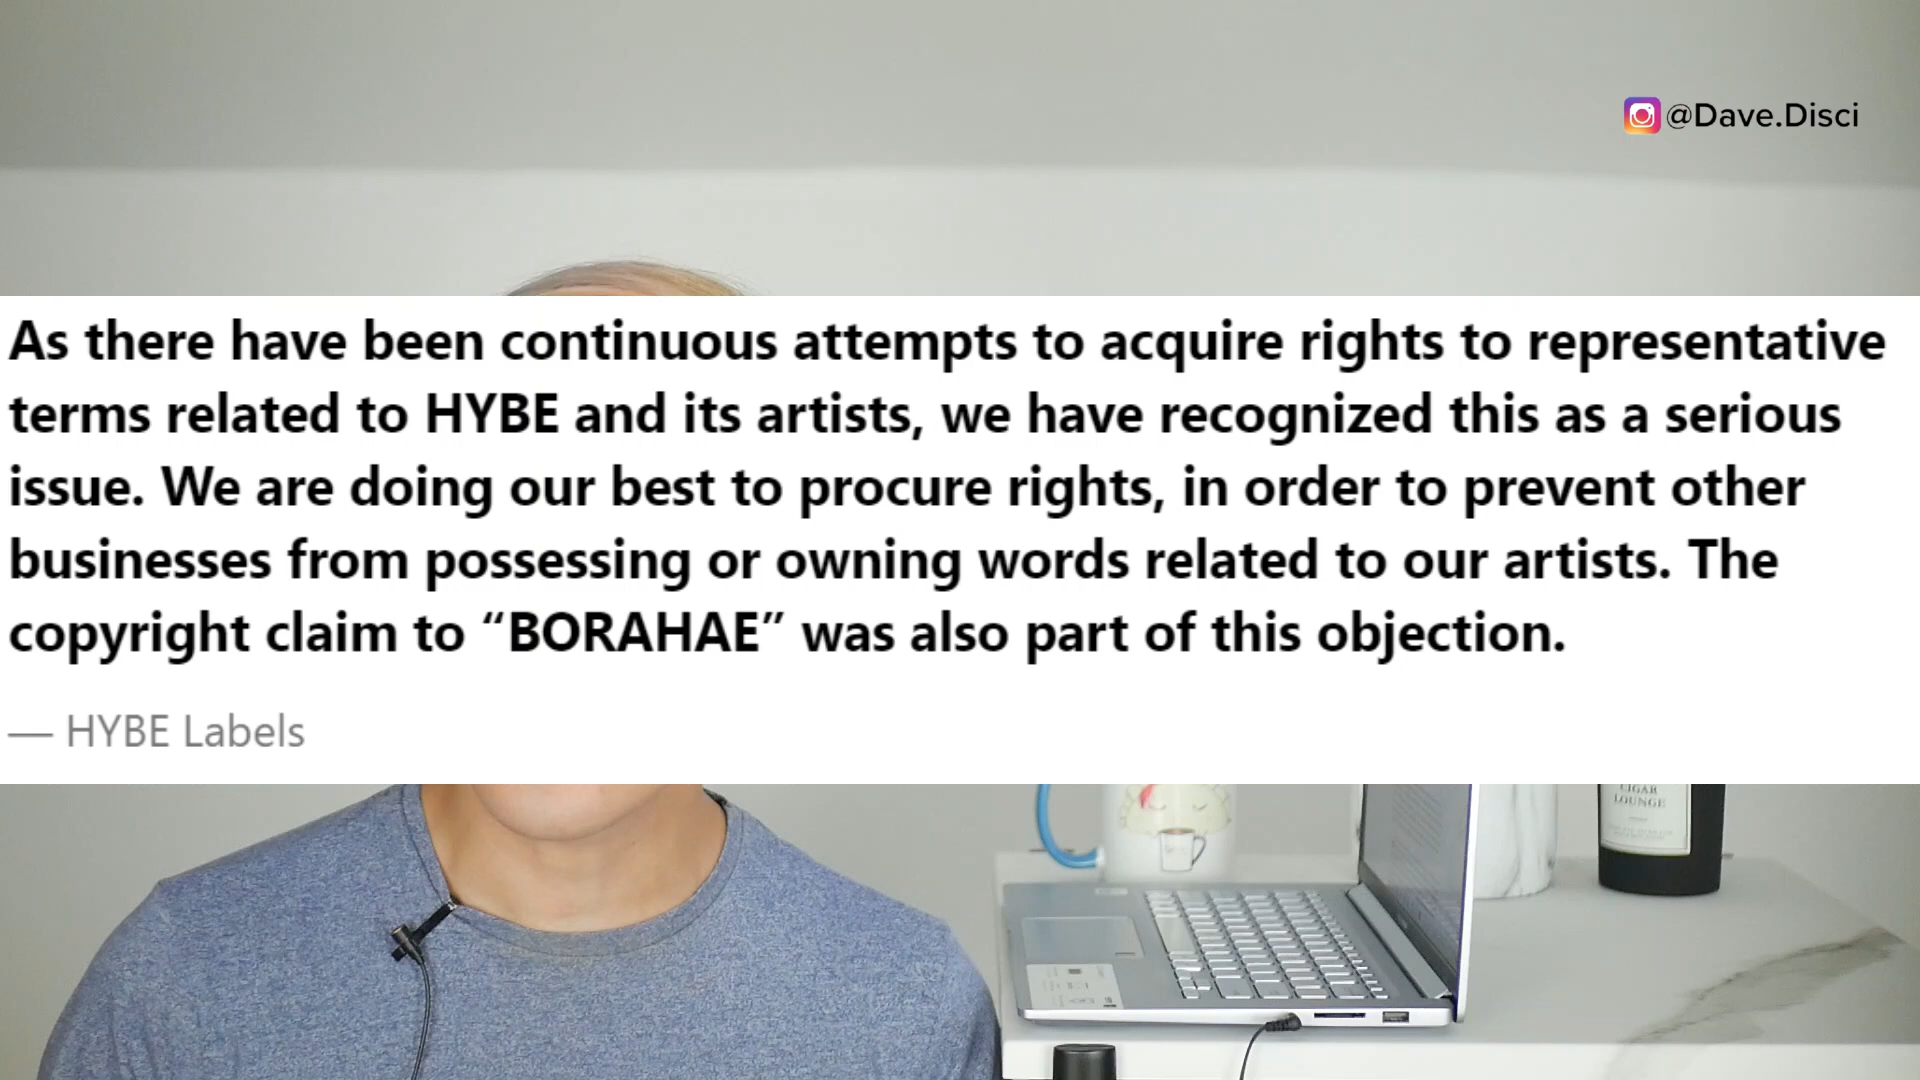 @Dave.Disci
As there have been continuous attempts to acquire rights to representative
terms related to HYBE and its artists, we have recognized this as a serious
issue. We are doing our best to procure rights, in order to prevent other
businesses from possessing or owning words related to our artists. The
copyright claim to “BORAHAE” was also part of this objection.
— HYBE Labels
CIGAR
LOUNGE